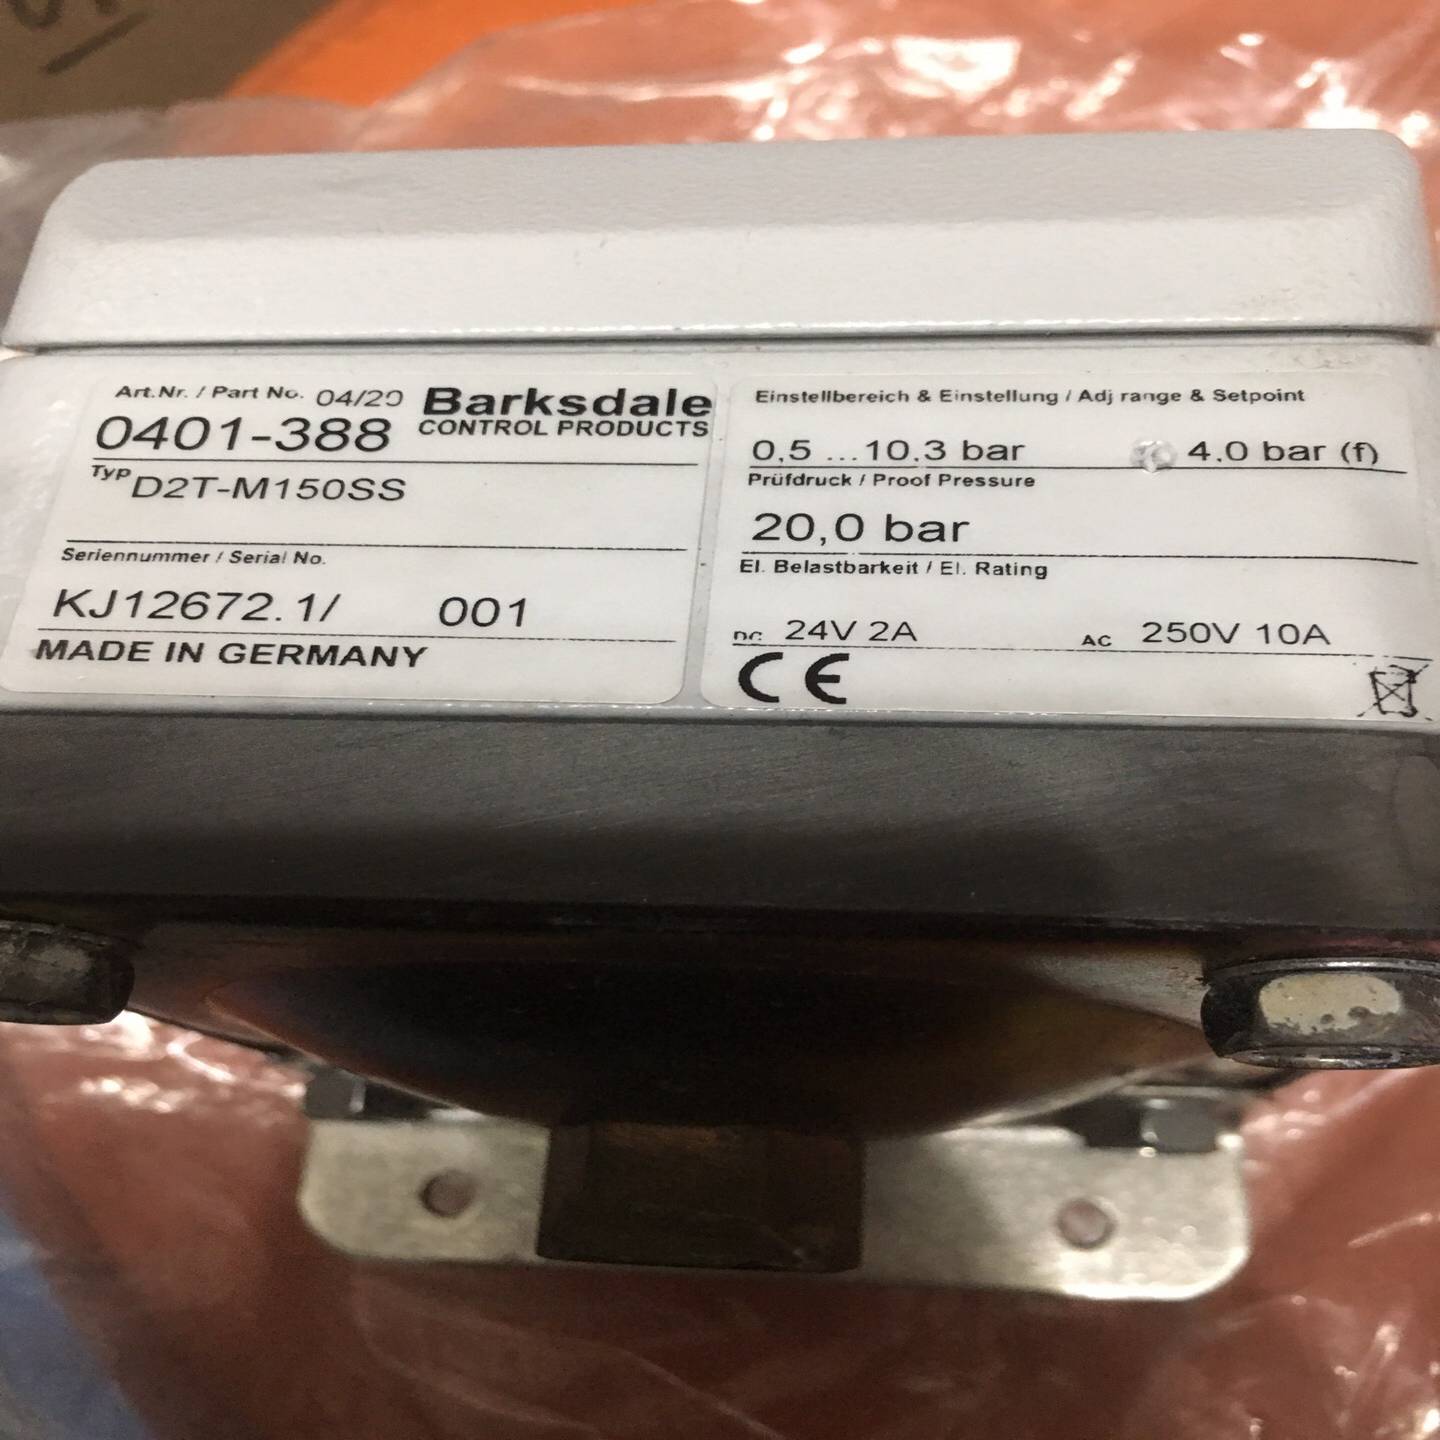 Art.Nr. / Part No. 04/20 Barksdale
0401-388 CONTROL PRODUCTS
Typ D2T-M150SS
Seriennummer / Serial No.
KJ12672.1/ 001
MADE IN GERMANY
Einstellbereich & Einstellung / Adj range & Setpoint
0,5 ...10.3 bar 4.0 bar (f)
Prüfdruck / Proof Pressure
20,0 bar
El. Belastbarkeit / El. Rating
DC 24V 2A AC 250V 10A
CE